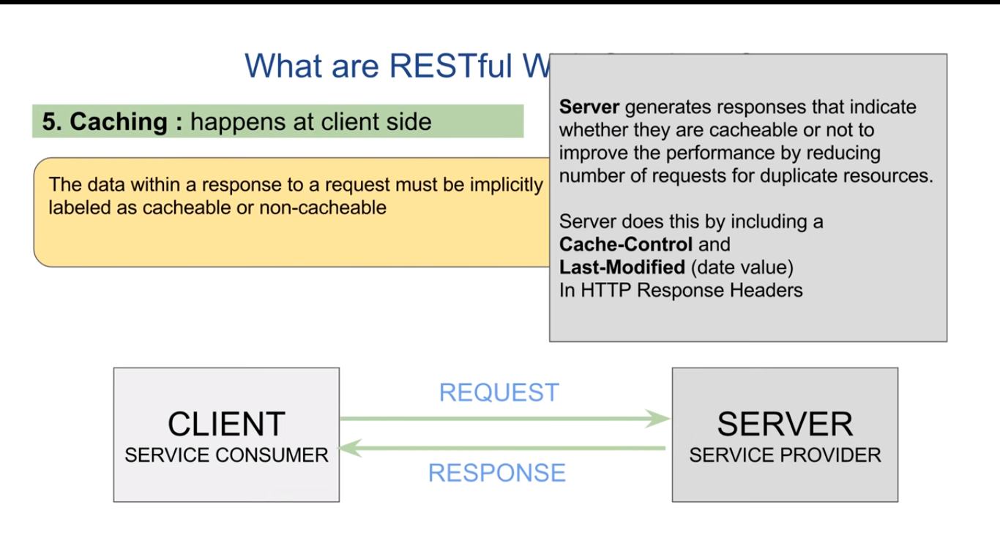 What are RESTful W
5. Caching : happens at client side
The data within a response to a request must be implicitly
labeled as cacheable or non-cacheable
Server generates responses that indicate
whether they are cacheable or not to
improve the performance by reducing
number of requests for duplicate resources.
Server does this by including a
Cache-Control and
Last-Modified (date value)
In HTTP Response Headers
CLIENT
SERVICE CONSUMER
REQUEST
RESPONSE
SERVER
SERVICE PROVIDER